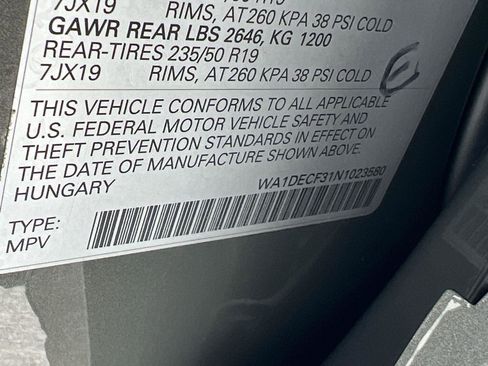 7JX19 RIMS, AT260 KPA 38 PSI COLD
GAWR REAR LBS 2646, KG 1200
REAR-TIRES 235/50 R19
7JX19 RIMS, AT260 KPA 38 PSI COLD
THIS VEHICLE CONFORMS TO ALL APPLICABLE
U.S. FEDERAL MOTOR VEHICLE SAFETY AND
THEFT PREVENTION STANDARDS IN EFFECT ON
THE DATE OF MANUFACTURE SHOWN ABOVE.
HUNGARY WA1DECF31N1023580
TYPE:
MPV